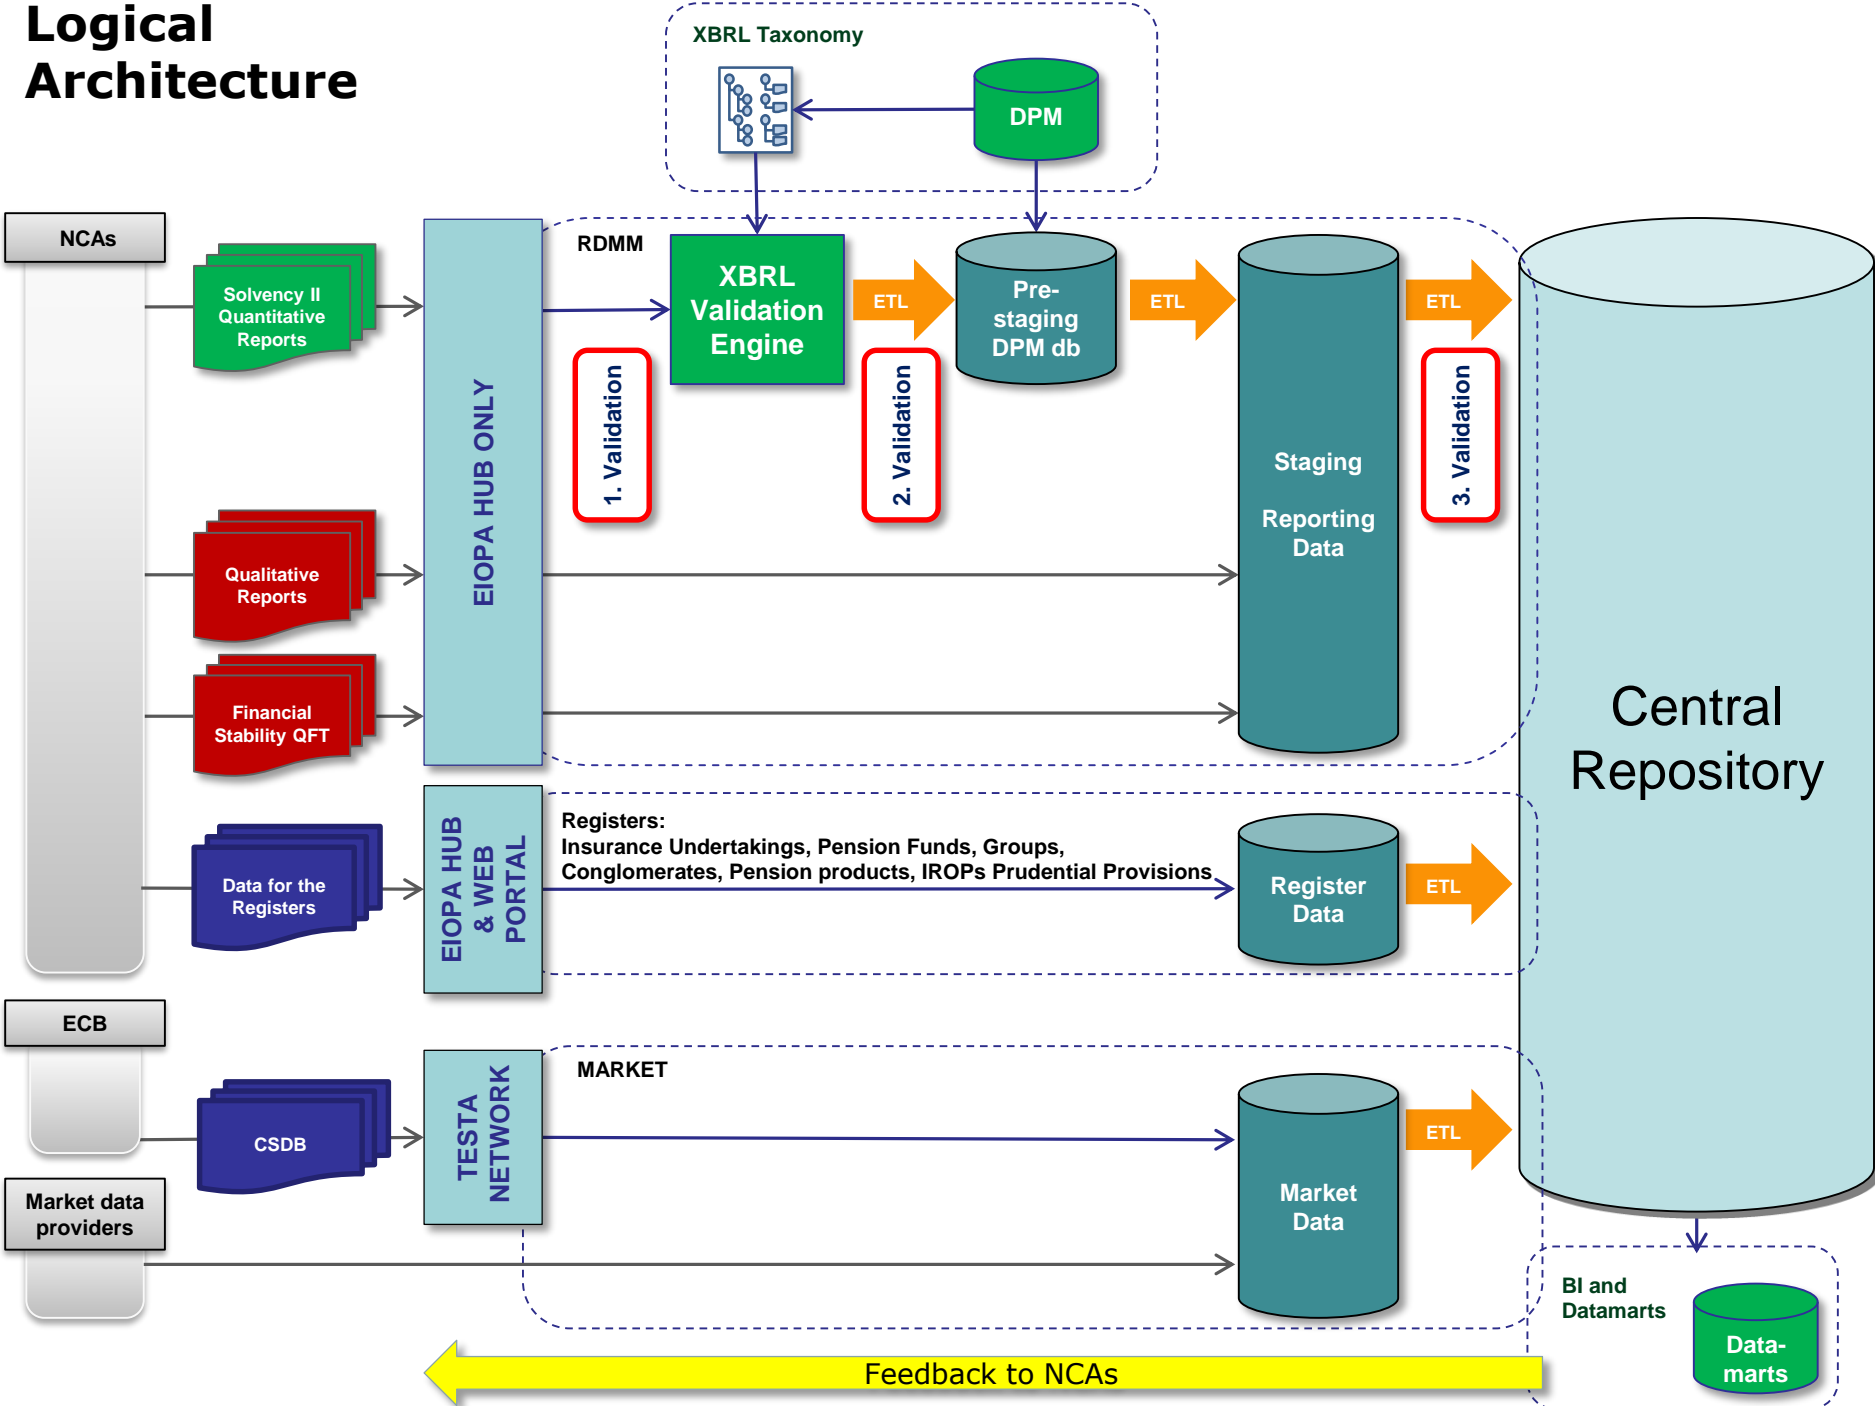 Logical
Architecture
XBRL Taxonomy
DPM
NCAs
Solvency II
Quantitative
Reports
RDMM
XBRL
Validation
Engine
ETL
Pre-
staging
DPM db
ETL
ETL
EIOPA HUB ONLY
1. Validation
2. Validation
3. Validation
Staging
Reporting
Data
Qualitative
Reports
Financial
Stability QFT
Central
Repository
Data for the
Registers
EIOPA HUB
& WEB
PORTAL
Registers:
Insurance Undertakings, Pension Funds, Groups,
Conglomerates, Pension products, IROPs Prudential Provisions
Register
Data
ETL
ECB
CSDB
TESTA
NETWORK
MARKET
Market
Data
ETL
Market data
providers
BI and
Datamarts
Data-
marts
Feedback to NCAs